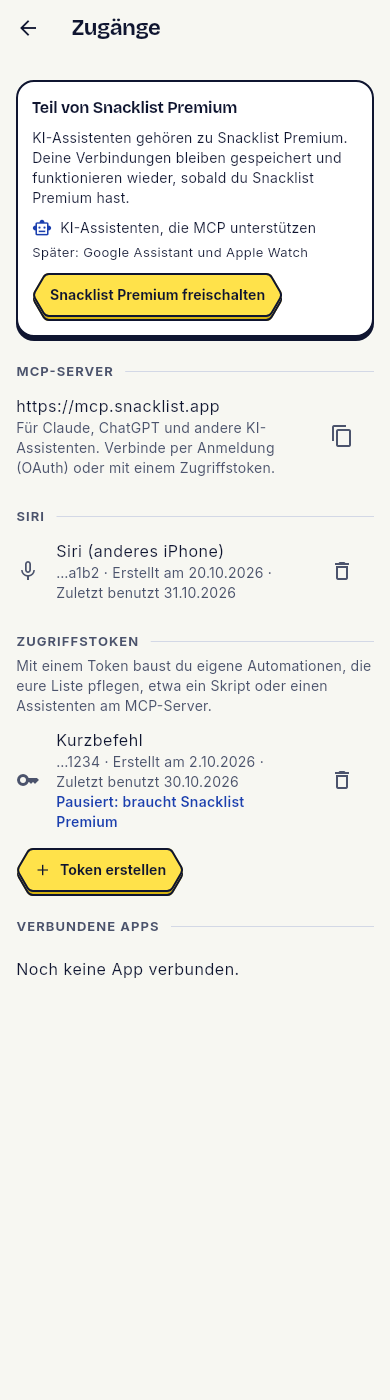 Zugänge
Teil von Snacklist Premium
KI-Assistenten gehören zu Snacklist Premium.
Deine Verbindungen bleiben gespeichert und
funktionieren wieder, sobald du Snacklist
Premium hast.
KI-Assistenten, die MCP unterstützen
Später: Google Assistant und Apple Watch
Snacklist Premium freischalten
MCP-SERVER
https://mcp.snacklist.app
Für Claude, ChatGPT und andere KI-
Assistenten. Verbinde per Anmeldung
(OAuth) oder mit einem Zugriffstoken.
SIRI
Siri (anderes iPhone)
…a1b2 · Erstellt am 20.10.2026 ·
Zuletzt benutzt 31.10.2026
ZUGRIFFSTOKEN
Mit einem Token baust du eigene Automationen, die
eure Liste pflegen, etwa ein Skript oder einen
Assistenten am MCP-Server.
Kurzbefehl
…1234 · Erstellt am 2.10.2026 ·
Zuletzt benutzt 30.10.2026
Pausiert: braucht Snacklist
Premium
Token erstellen
VERBUNDENE APPS
Noch keine App verbunden.